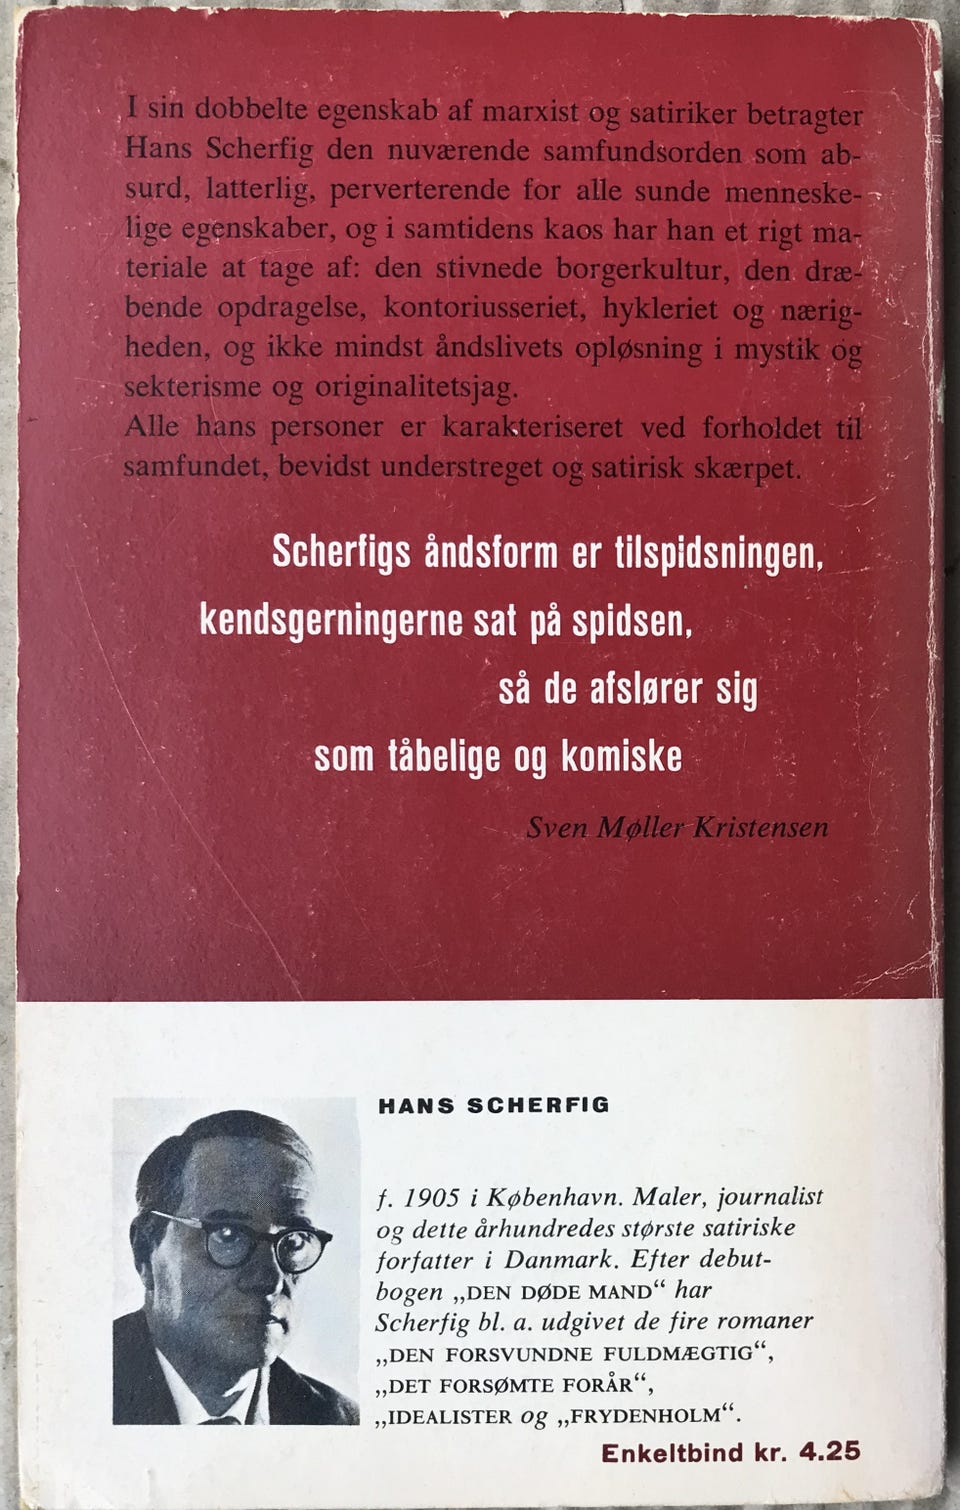 I sin dobbelte egenskab af marxist og satiriker betragter
Hans Scherfig den nuværende samfundsorden som ab-
surd, latterlig, perverterende for alle sunde menneske-
lige egenskaber, og i samtidens kaos har han et rigt ma-
teriale at tage af: den stivnede borgerkultur, den dræ-
bende opdragelse, kontoriusseriet, hykleriet og nærig-
heden, og ikke mindst åndslivets opløsning i mystik og
sekterisme og originalitetsjag.
Alle hans personer er karakteriseret ved forholdet til
samfundet, bevidst understreget og satirisk skærpet.
Scherfigs åndsform er tilspidsningen,
kendsgerningerne sat på spidsen,
så de afslører sig
som tåbelige og komiske
Sven Møller Kristensen
HANS SCHERFIG
f. 1905 i København. Maler, journalist
og dette århundredes største satiriske
forfatter i Danmark. Efter debut-
bogen „DEN DØDE MAND“ har
Scherfig bl. a. udgivet de fire romaner
„DEN FORSVUNDNE FULDMÆGTIG“,
„DET FORSØMTE FORÅR“,
„IDEALISTER og „FRYDENHOLM“.
Enkeltbind kr. 4.25